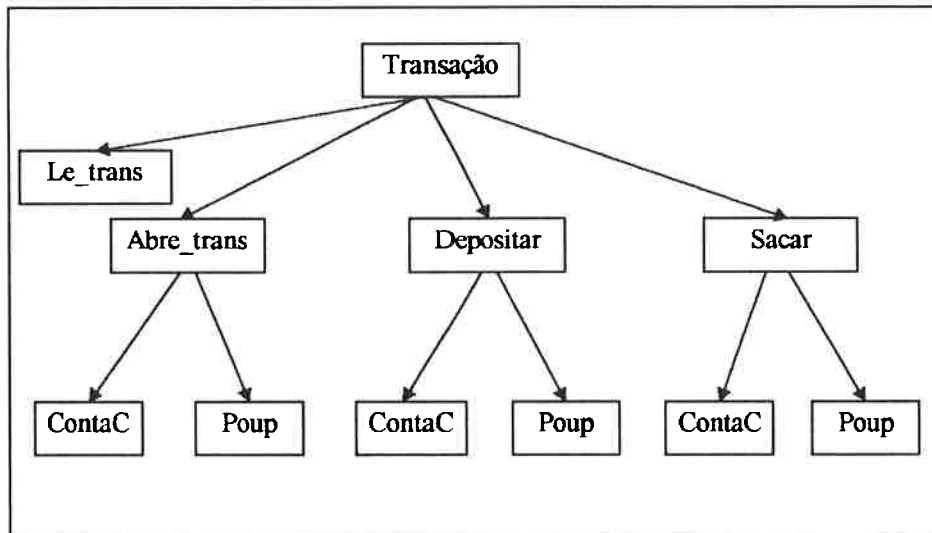 Transação
Le_trans
Abre_trans
Depositar
Sacar
ContaC
Poup
ContaC
Poup
ContaC
Poup